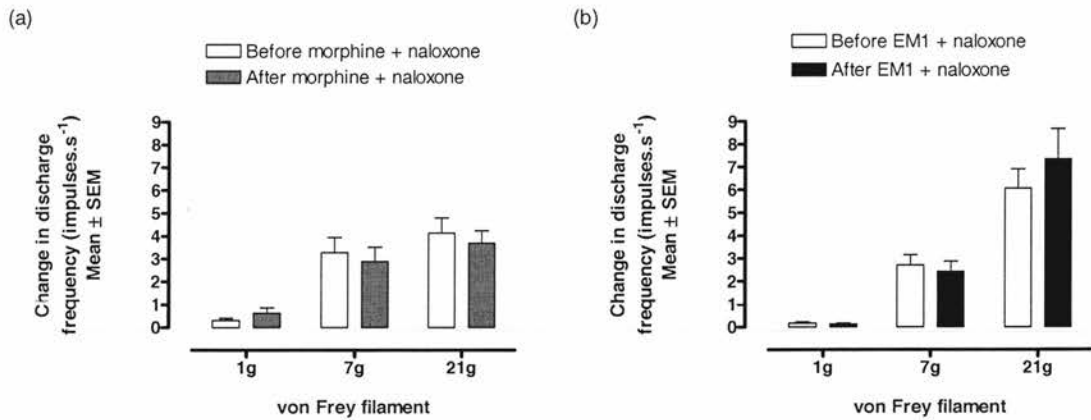 (a)
Before morphine + naloxone
After morphine + naloxone
Change in discharge
frequency (impulses.s⁻¹)
Mean ± SEM
9
8
7
6
5
4
3
2
1
0
1g 7g 21g
von Frey filament
(b)
Before EM1 + naloxone
After EM1 + naloxone
Change in discharge
frequency (impulses.s⁻¹)
Mean ± SEM
9
8
7
6
5
4
3
2
1
0
1g 7g 21g
von Frey filament